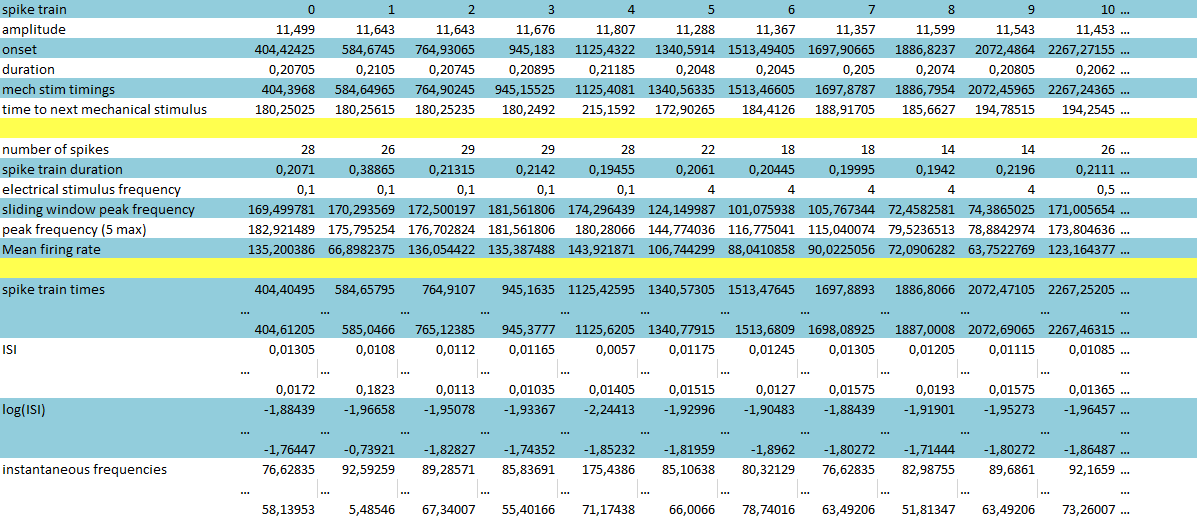 spike train 0 1 2 3 4 5 6 7 8 9 10 ...
amplitude 11,499 11,643 11,643 11,676 11,807 11,288 11,367 11,357 11,599 11,543 11,453 ...
onset 404,42425 584,6745 764,93065 945,183 1125,4322 1340,5914 1513,49405 1697,90665 1886,8237 2072,4864 2267,27155 ...
duration 0,20705 0,2105 0,20745 0,20895 0,21185 0,2048 0,2045 0,205 0,2074 0,20805 0,2062 ...
mech stim timings 404,3968 584,64965 764,90245 945,15525 1125,4081 1340,56335 1513,46605 1697,8787 1886,7954 2072,45965 2267,24365 ...
time to next mechanical stimulus 180,25025 180,25615 180,25235 180,2492 215,1592 172,90265 184,4126 188,91705 185,6627 194,78515 194,2545 ...
number of spikes 28 26 29 29 28 22 18 18 14 14 26 ...
spike train duration 0,2071 0,38865 0,21315 0,2142 0,19455 0,2061 0,20445 0,19995 0,1942 0,2196 0,2111 ...
electrical stimulus frequency 0,1 0,1 0,1 0,1 0,1 4 4 4 4 4 0,5 ...
sliding window peak frequency 169,499781 170,293569 172,500197 181,561806 174,296439 124,149987 101,075938 105,767344 72,4582581 74,3865025 171,005654 ...
peak frequency (5 max) 182,921489 175,795254 176,702824 181,561806 180,28066 144,774036 116,775041 115,040074 79,5236513 78,8842974 173,804636 ...
Mean firing rate 135,200386 66,8982375 136,054422 135,387488 143,921871 106,744299 88,0410858 90,0225056 72,0906282 63,7522769 123,164377 ...
spike train times 404,40495 584,65795 764,9107 945,1635 1125,42595 1340,57305 1513,47645 1697,8893 1886,8066 2072,47105 2267,25205 ...
... ... ... ... ... ... ... ... ... ... ... ...
404,61205 585,0466 765,12385 945,3777 1125,6205 1340,77915 1513,6809 1698,08925 1887,0008 2072,69065 2267,46315 ...
ISI 0,01305 0,0108 0,0112 0,01165 0,0057 0,01175 0,01245 0,01305 0,01205 0,01115 0,01085 ...
... ... ... ... ... ... ... ... ... ... ... ...
0,0172 0,1823 0,0113 0,01035 0,01405 0,01515 0,0127 0,01575 0,0193 0,01575 0,01365 ...
log(ISI) -1,88439 -1,96658 -1,95078 -1,93367 -2,24413 -1,92996 -1,90483 -1,88439 -1,91901 -1,95273 -1,96457 ...
... ... ... ... ... ... ... ... ... ... ... ...
-1,76447 -0,73921 -1,82827 -1,74352 -1,85232 -1,81959 -1,8962 -1,80272 -1,71444 -1,80272 -1,86487 ...
instantaneous frequencies 76,62835 92,59259 89,28571 85,83691 175,4386 85,10638 80,32129 76,62835 82,98755 89,6861 92,1659 ...
... ... ... ... ... ... ... ... ... ... ... ...
58,13953 5,48546 67,34007 55,40166 71,17438 66,0066 78,74016 63,49206 51,81347 63,49206 73,26007 ...